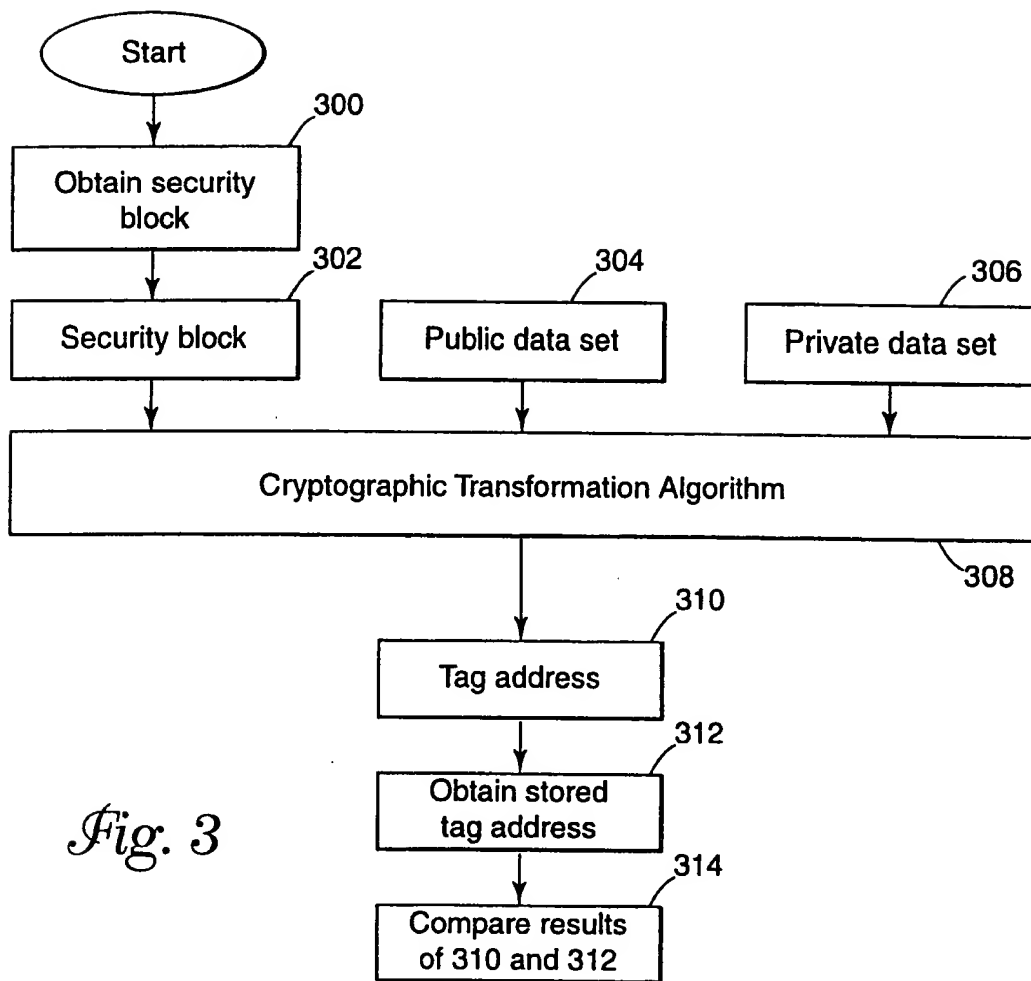 Start
300
Obtain security
block
302
Security block
304
Public data set
306
Private data set
Cryptographic Transformation Algorithm
308
310
Tag address
312
Obtain stored
tag address
314
Compare results
of 310 and 312
Fig. 3